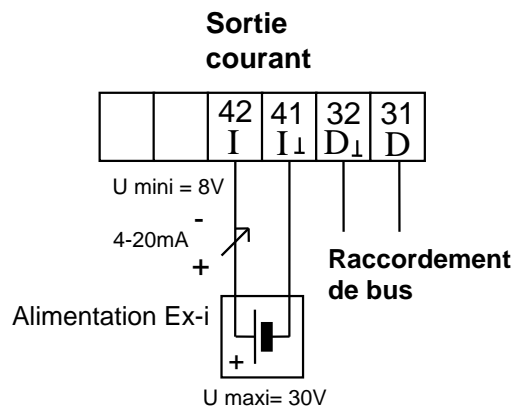 Sortie
courant
42 41 32 31
I I⊥ D⊥ D
U mini = 8V
-
4-20mA
+
Raccordement
de bus
Alimentation Ex-i
+
U maxi= 30V